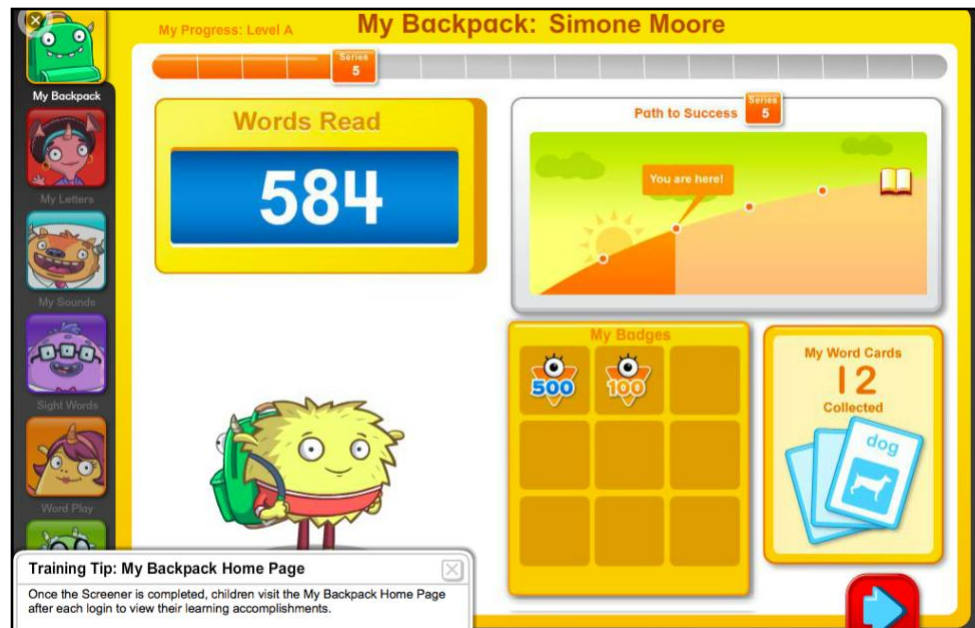 My Progress: Level A
My Backpack: Simone Moore
Series
5
My Backpack
My Letters
My Sounds
Sight Words
Word Play
Words Read
584
Path to Success
Series
5
You are here!
My Badges
500
100
My Word Cards
12
Collected
dog
Training Tip: My Backpack Home Page
Once the Screener is completed, children visit the My Backpack Home Page
after each login to view their learning accomplishments.